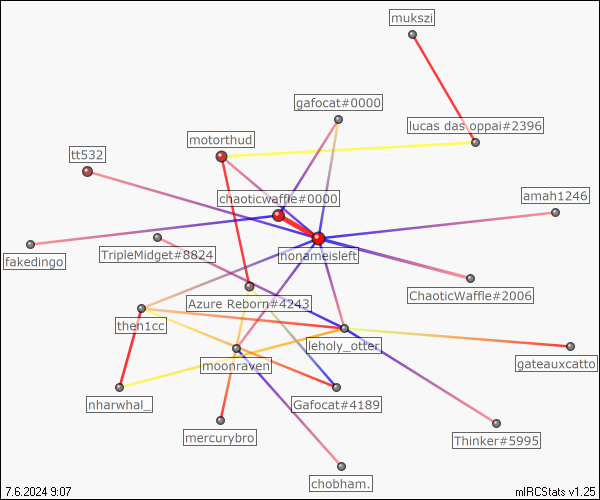 mukszi
gafocat#0000
lucas das oppai#2396
motorthud
tt532
chaoticwaffle#0000
amah1246
fakedingo
TripleMidget#8824
nonameisleft
ChaoticWaffle#2006
Azure Reborn#4243
then1cc
leholy_otter
moonraven
gateauxcatto
nharwhal_
Gafocat#4189
mercurybro
Thinker#5995
chobham.
7.6.2024 9:07
mIRCStats v1.25